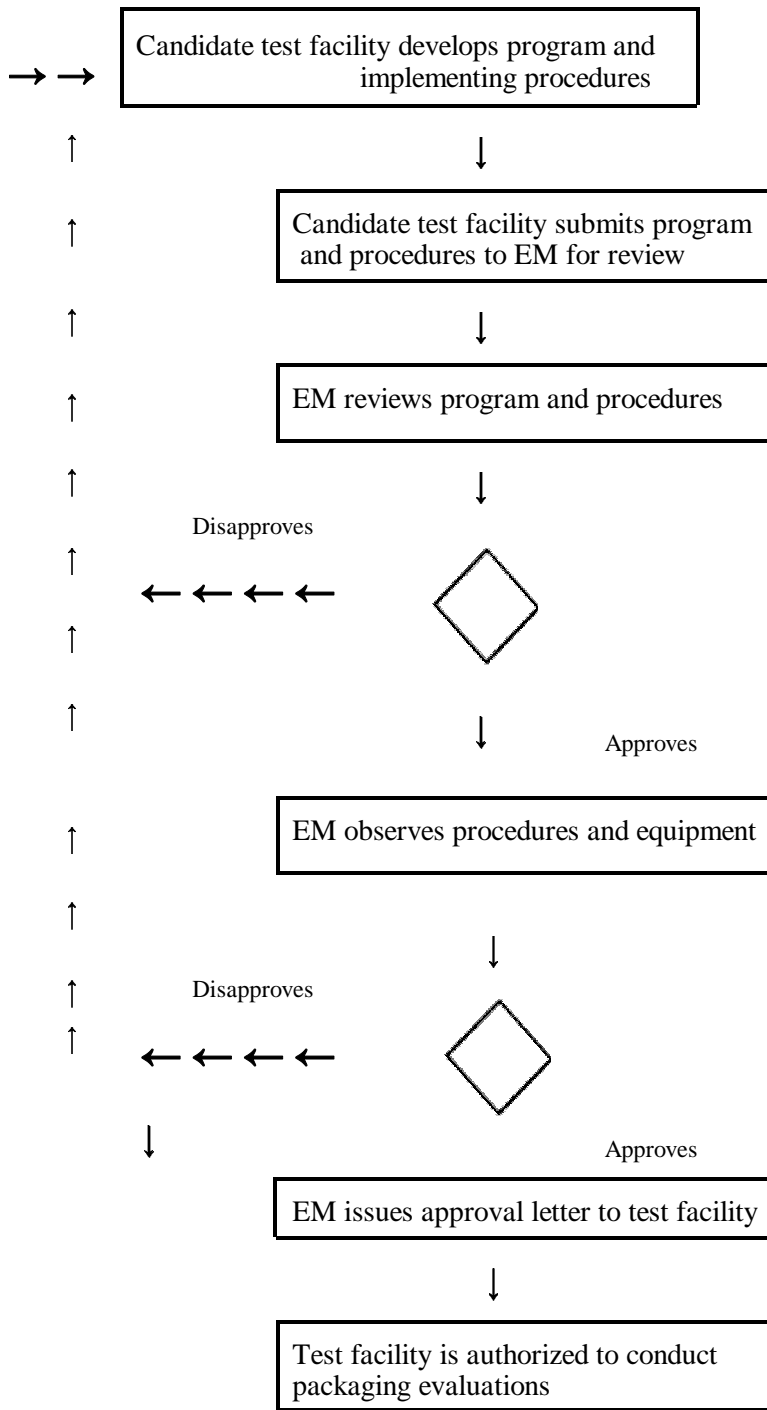 Candidate test facility develops program and
implementing procedures
Candidate test facility submits program
and procedures to EM for review
EM reviews program and procedures
Disapproves
Approves
EM observes procedures and equipment
Disapproves
Approves
EM issues approval letter to test facility
Test facility is authorized to conduct
packaging evaluations